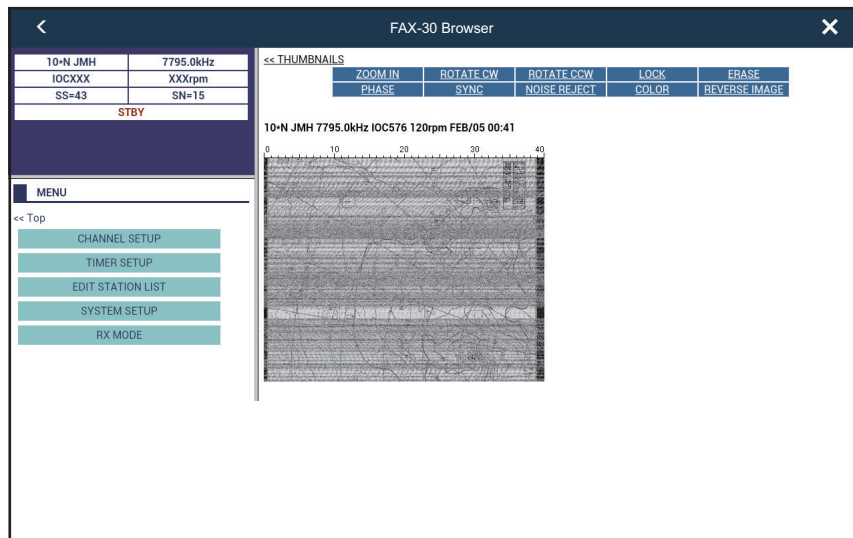 FAX-30 Browser
10•N JMH 7795.0kHz
IOCXXX XXXrpm
SS=43 SN=15
STBY
MENU
<< Top
CHANNEL SETUP
TIMER SETUP
EDIT STATION LIST
SYSTEM SETUP
RX MODE
<< THUMBNAILS
ZOOM IN ROTATE CW ROTATE CCW LOCK ERASE
PHASE SYNC NOISE REJECT COLOR REVERSE IMAGE
10•N JMH 7795.0kHz IOC576 120rpm FEB/05 00:41
0 10 20 30 40